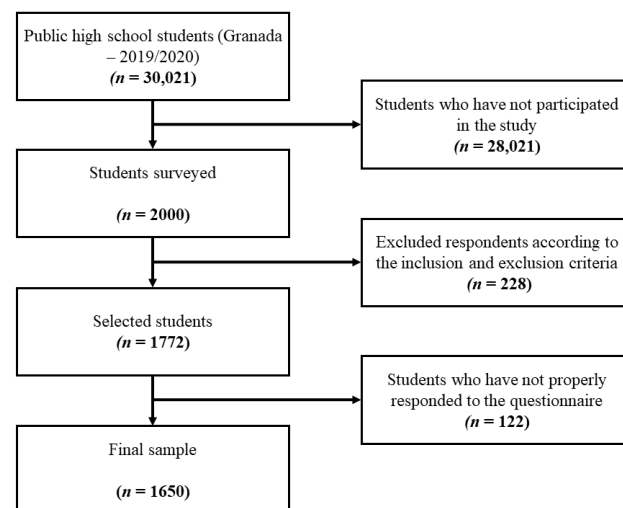 Public high school students (Granada
– 2019/2020)
(n = 30,021)
Students who have not participated
in the study
(n = 28,021)
Students surveyed
(n = 2000)
Excluded respondents according to
the inclusion and exclusion criteria
(n = 228)
Selected students
(n = 1772)
Students who have not properly
responded to the questionnaire
(n = 122)
Final sample
(n = 1650)